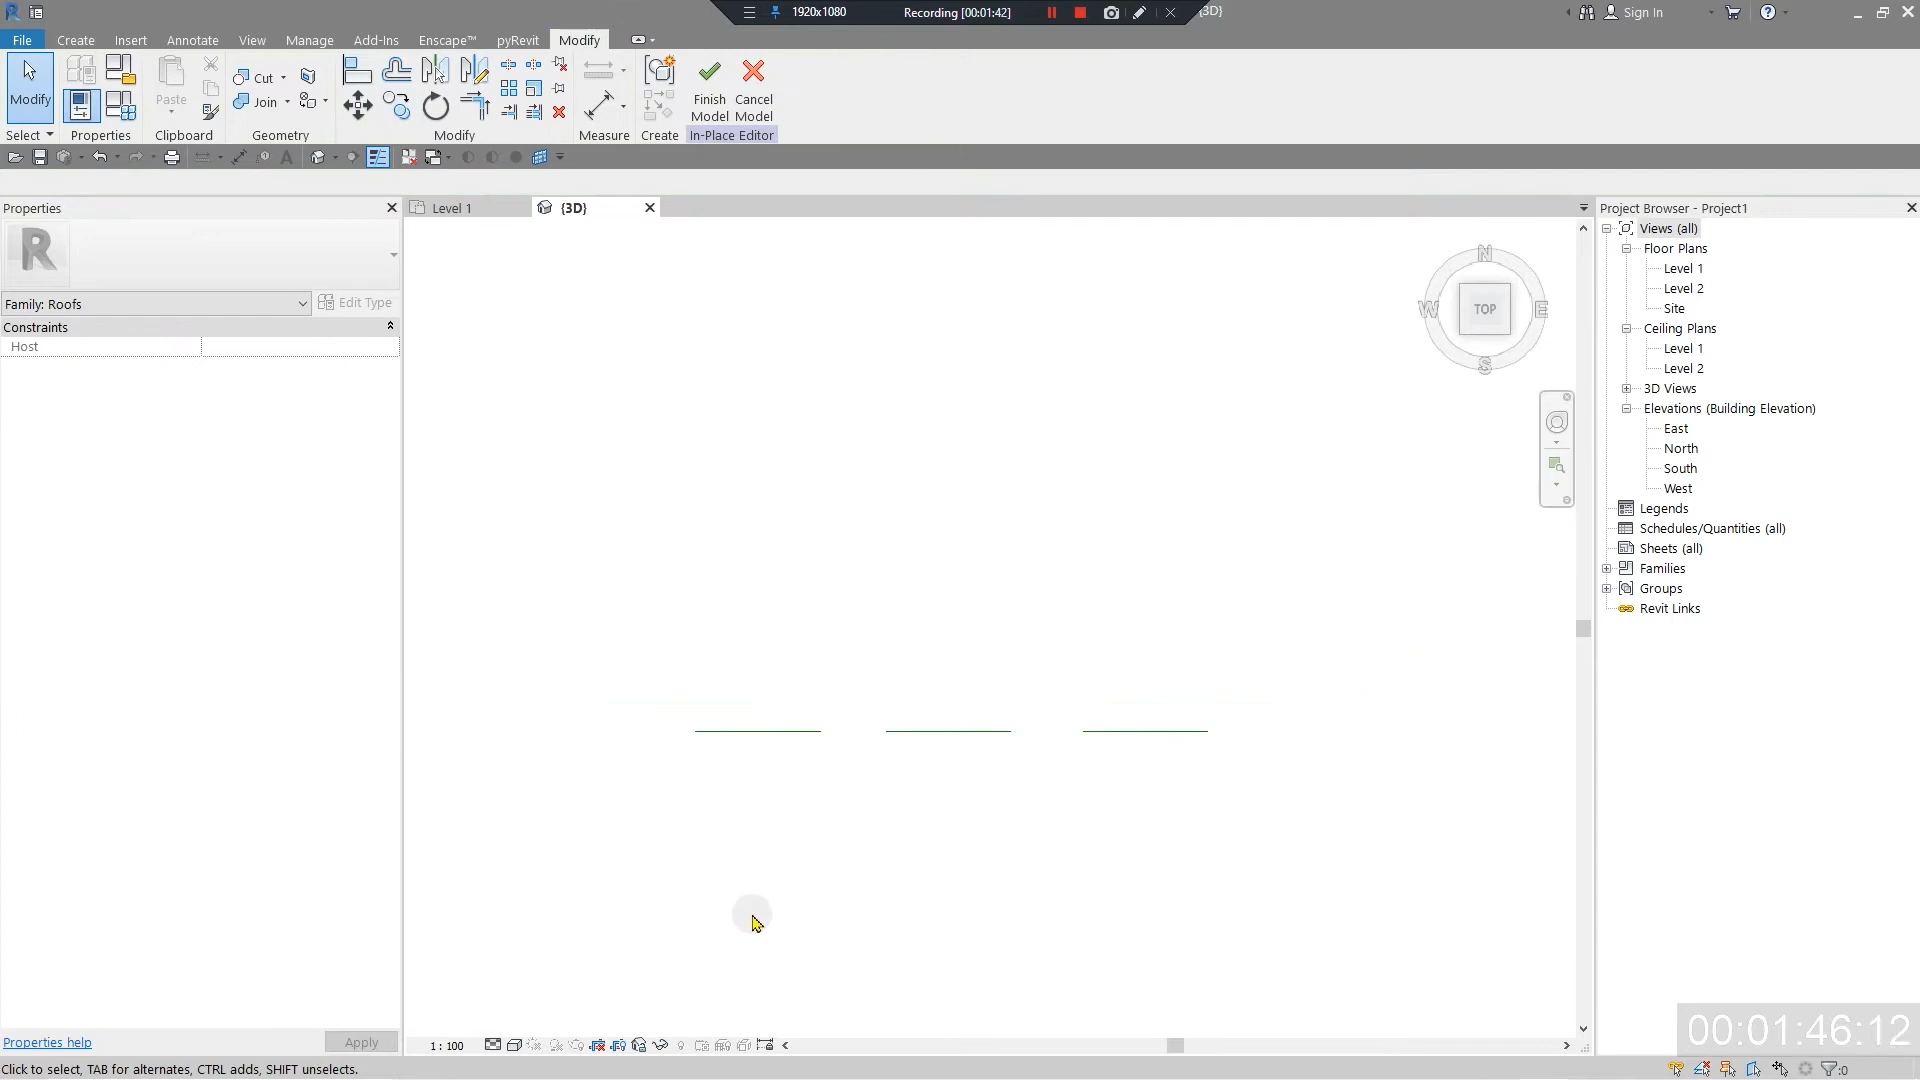 1920x1080
Recording [00:01:42]
{3D}
Sign In
File
Create
Insert
Annotate
View
Manage
Add-Ins
Enscape™
pyRevit
Modify
Modify
Paste
Cut
Join
Finish
Model
Cancel
Model
Select
Properties
Clipboard
Geometry
Modify
Measure
Create
In-Place Editor
Properties
Level 1
{3D}
Project Browser - Project1
R
Family: Roofs
Edit Type
Constraints
Host
N
W
TOP
E
S
Views (all)
Floor Plans
Level 1
Level 2
Site
Ceiling Plans
Level 1
Level 2
3D Views
Elevations (Building Elevation)
East
North
South
West
Legends
Schedules/Quantities (all)
Sheets (all)
Families
Groups
Revit Links
00:01:46:12
Properties help
Apply
1 : 100
Click to select, TAB for alternates, CTRL adds, SHIFT unselects.
:0